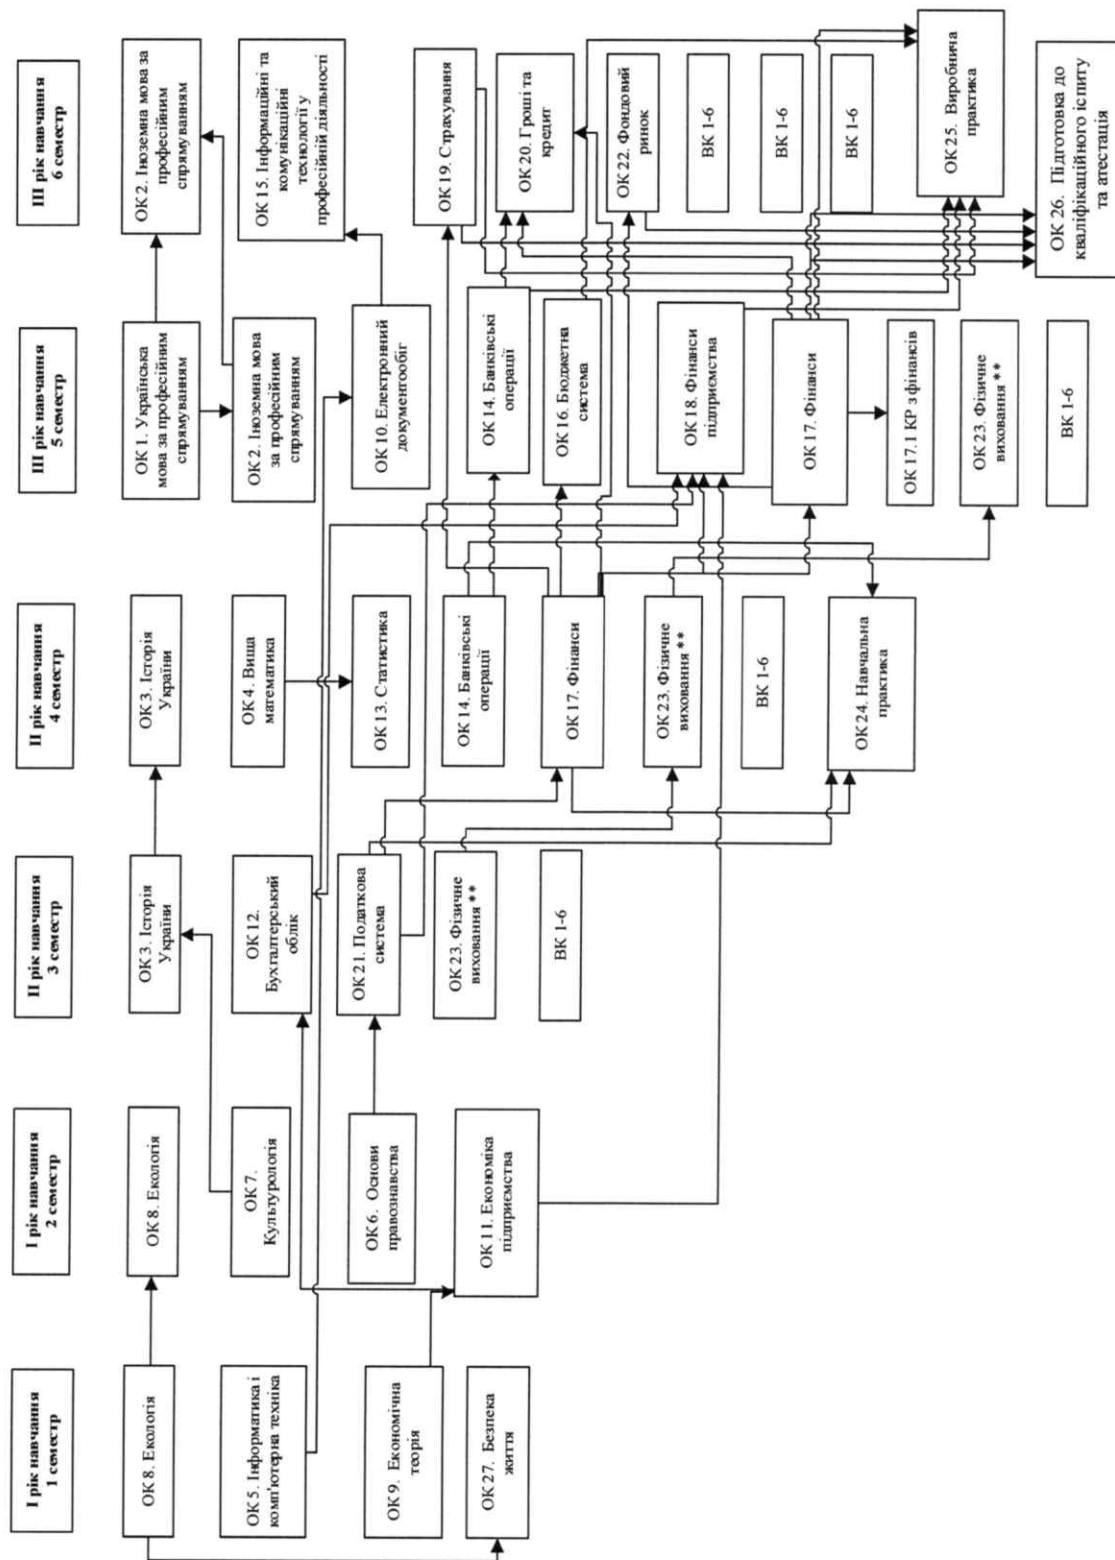 I рік навчання
1 семестр
ОК 8. Екологія
ОК 5. Інформатика і
комп'ютерна техніка
ОК 9. Економічна
теорія
ОК 27. Безпека
життя
I рік навчання
2 семестр
ОК 8. Екологія
ОК 7.
Культурологія
ОК 6. Основи
правознавства
ОК 11. Економіка
підприємства
II рік навчання
3 семестр
ОК 3. Історія
України
ОК 12.
Бухгалтерський
облік
ОК 21. Податкова
система
ОК 23. Фізичне
виховання **
ВК 1-6
II рік навчання
4 семестр
ОК 3. Історія
України
ОК 4. Вища
математика
ОК 13. Статистика
ОК 14. Банківські
операції
ОК 17. Фінанси
ОК 23. Фізичне
виховання **
ВК 1-6
ОК 24. Навчальна
практика
III рік навчання
5 семестр
ОК 1. Українська
мова за професійним
спрямуванням
ОК 2. Іноземна мова
за професійним
спрямуванням
ОК 10. Електронний
документообіг
ОК 14. Банківські
операції
ОК 16. Бюджетна
система
ОК 18. Фінанси
підприємства
ОК 17. Фінанси
ОК 17.1 КР з фінансів
ОК 23. Фізичне
виховання **
ВК 1-6
III рік навчання
6 семестр
ОК 2. Іноземна мова за
професійним
спрямуванням
ОК 15. Інформаційні та
комунікаційні
технології у
професійній діяльності
ОК 19. Страхування
ОК 20. Гроші та
кредит
ОК 22. Фондовий
ринок
ВК 1-6
ВК 1-6
ВК 1-6
ОК 25. Виробнича
практика
ОК 26. Підготовка до
кваліфікаційного іспиту
та атестація